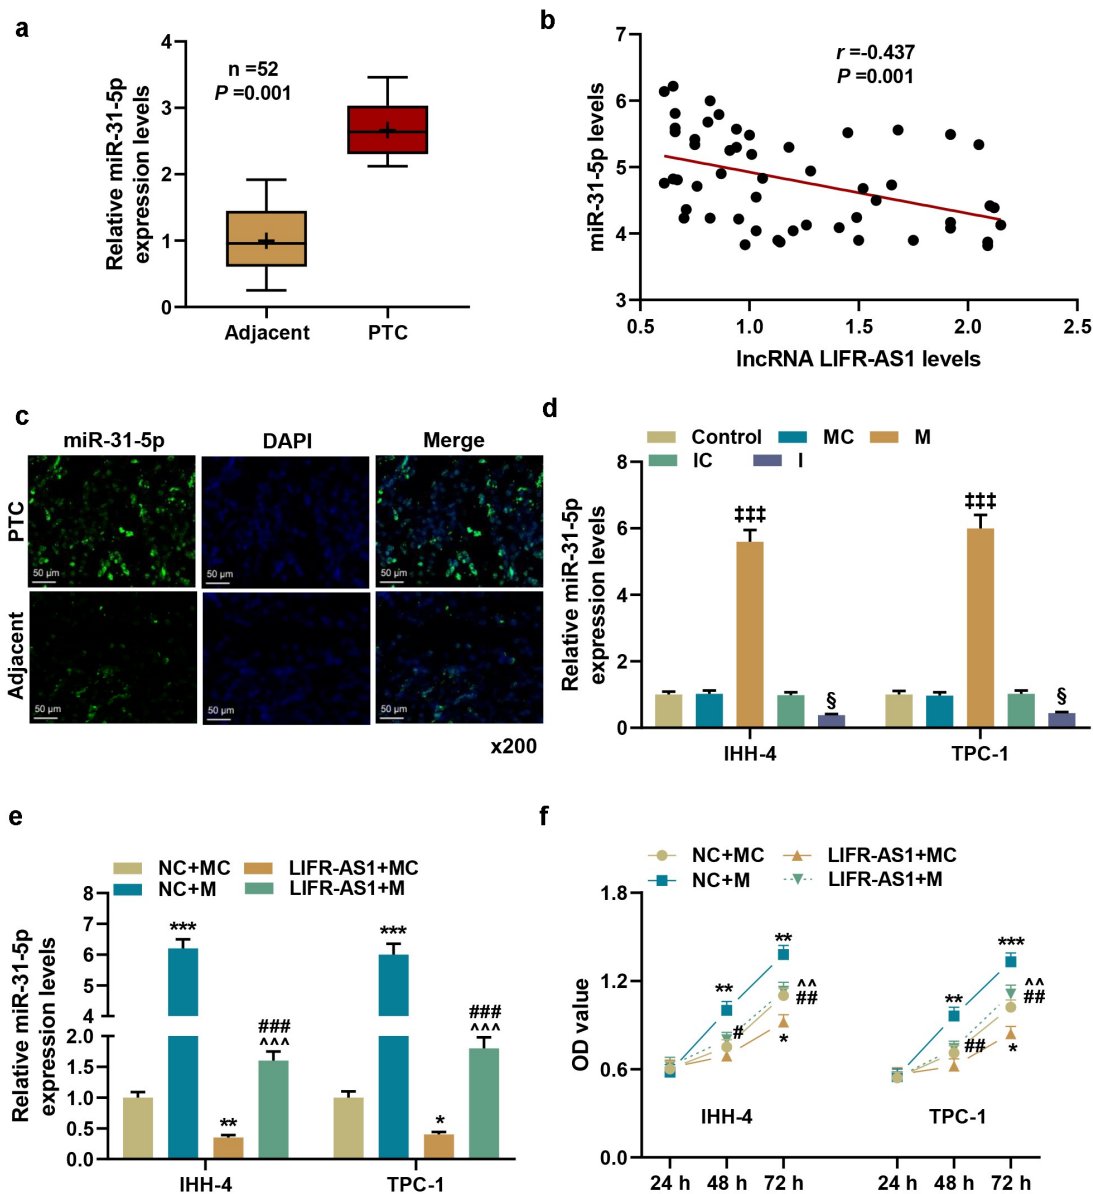 a
Relative miR-31-5p
expression levels
4
3
2
1
0
n =52
P =0.001
Adjacent
PTC
b
miR-31-5p levels
7
6
5
4
3
r =-0.437
P =0.001
0.5
1.0
1.5
2.0
2.5
lncRNA LIFR-AS1 levels
c
miR-31-5p
DAPI
Merge
PTC
50 µm
50 µm
50 µm
Adjacent
50 µm
50 µm
50 µm
x200
d
Control
MC
M
IC
I
Relative miR-31-5p
expression levels
8
6
4
2
0
‡‡‡
§
‡‡‡
§
IHH-4
TPC-1
e
NC+MC
LIFR-AS1+MC
NC+M
LIFR-AS1+M
Relative miR-31-5p
expression levels
8
7
6
5
4
2.0
1.5
1.0
0.5
0.0
***
**
###
^^^
***
*
###
^^^
IHH-4
TPC-1
f
NC+MC
LIFR-AS1+MC
NC+M
LIFR-AS1+M
OD value
1.8
1.2
0.6
0.0
**
#
**
^^
##
*
**
##
***
^^
##
*
IHH-4
TPC-1
24 h
48 h
72 h
24 h
48 h
72 h